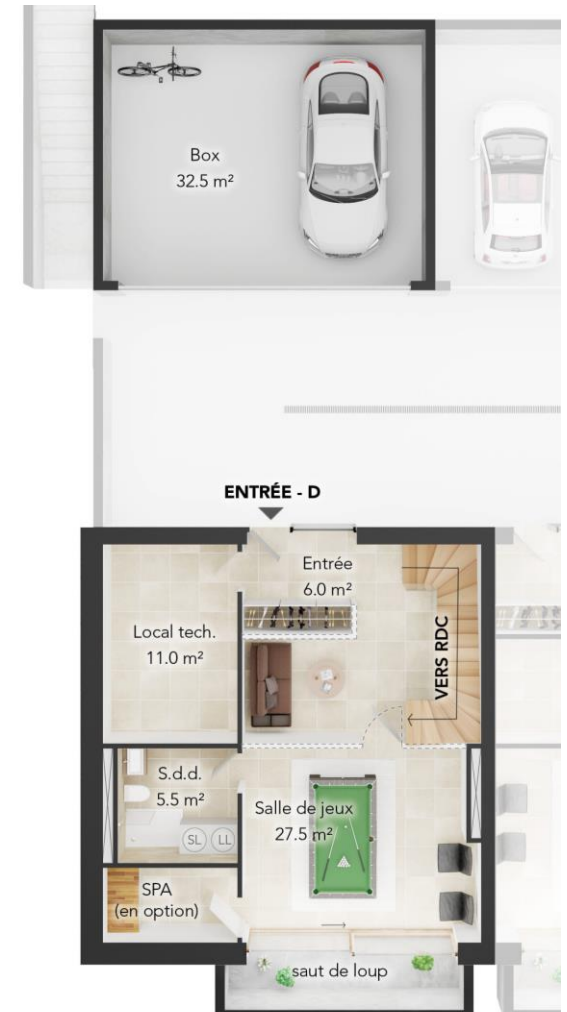 Box
32.5 m²
ENTRÉE - D
Entrée
6.0 m²
Local tech.
11.0 m²
VERS RDC
S.d.d.
5.5 m²
SL
LL
Salle de jeux
27.5 m²
SPA
(en option)
saut de loup